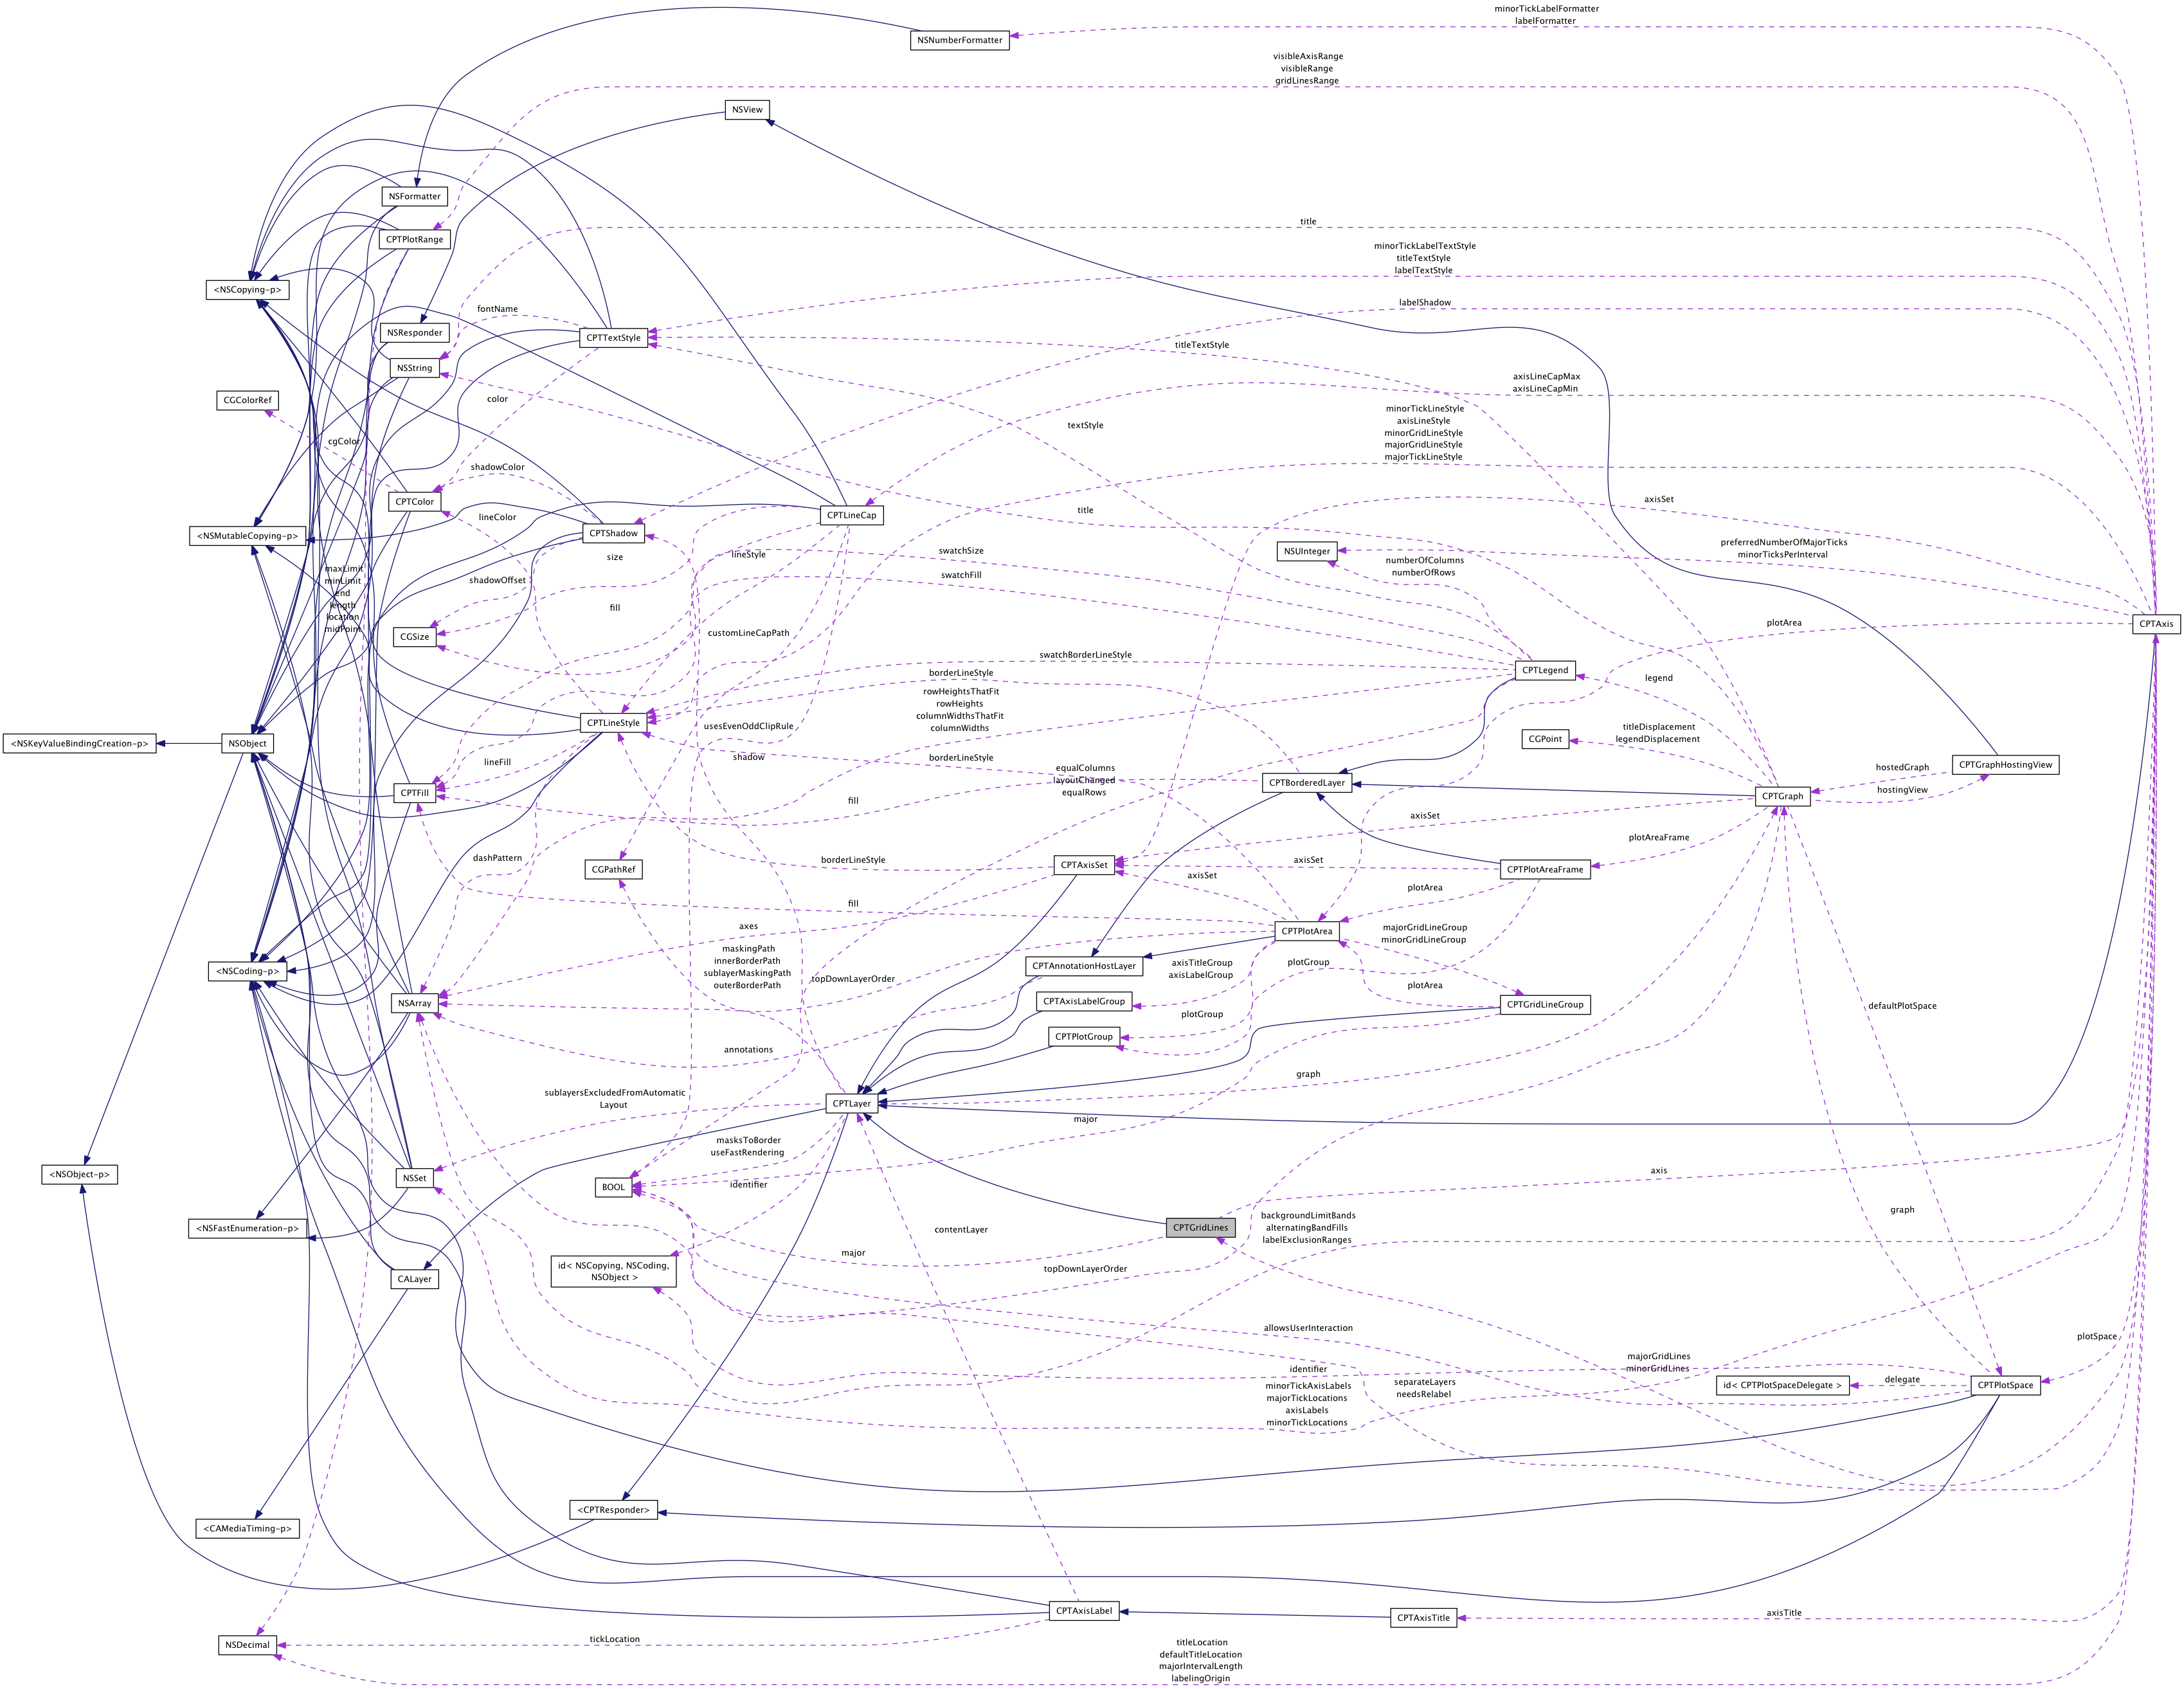 minorTickLabelFormatter
labelFormatter
NSNumberFormatter
visibleAxisRange
visibleRange
gridLinesRange
NSView
NSFormatter
title
CPTPlotRange
minorTickLabelTextStyle
titleTextStyle
labelTextStyle
<NSCopying-p>
labelShadow
fontName
NSResponder
CPTTextStyle
titleTextStyle
NSString
axisLineCapMax
axisLineCapMin
CGColorRef
color
minorTickLineStyle
axisLineStyle
minorGridLineStyle
majorGridLineStyle
majorTickLineStyle
textStyle
cgColor
shadowColor
CPTColor
axisSet
title
lineColor
CPTLineCap
<NSMutableCopying-p>
CPTShadow
preferredNumberOfMajorTicks
minorTicksPerInterval
NSUInteger
size
lineStyle
swatchSize
numberOfColumns
numberOfRows
maxLimit
minLimit
end
length
location
midPoint
shadowOffset
swatchFill
fill
plotArea
CPTAxis
CGSize
customLineCapPath
swatchBorderLineStyle
CPTLegend
borderLineStyle
legend
rowHeightsThatFit
rowHeights
columnWidthsThatFit
columnWidths
CPTLineStyle
usesEvenOddClipRule
titleDisplacement
legendDisplacement
CGPoint
<NSKeyValueBindingCreation-p>
NSObject
lineFill
shadow
borderLineStyle
equalColumns
layoutChanged
equalRows
CPTBorderedLayer
hostedGraph
CPTGraphHostingView
hostingView
CPTFill
fill
CPTGraph
axisSet
plotAreaFrame
dashPattern
CGPathRef
borderLineStyle
CPTAxisSet
axisSet
CPTPlotAreaFrame
axisSet
plotArea
fill
axes
CPTPlotArea
majorGridLineGroup
minorGridLineGroup
maskingPath
innerBorderPath
sublayerMaskingPath
outerBorderPath
topDownLayerOrder
CPTAnnotationHostLayer
axisTitleGroup
axisLabelGroup
plotGroup
<NSCoding-p>
plotArea
NSArray
CPTAxisLabelGroup
CPTGridLineGroup
defaultPlotSpace
plotGroup
CPTPlotGroup
annotations
graph
sublayersExcludedFromAutomatic
Layout
CPTLayer
major
masksToBorder
useFastRendering
<NSObject-p>
NSSet
BOOL
identifier
axis
graph
<NSFastEnumeration-p>
contentLayer
CPTGridLines
backgroundLimitBands
alternatingBandFills
labelExclusionRanges
major
id< NSCopying, NSCoding,
NSObject >
CALayer
topDownLayerOrder
allowsUserInteraction
plotSpace
majorGridLines
minorGridLines
identifier
delegate
id< CPTPlotSpaceDelegate >
CPTPlotSpace
minorTickAxisLabels
majorTickLocations
axisLabels
minorTickLocations
separateLayers
needsRelabel
<CPTResponder>
<CAMediaTiming-p>
CPTAxisLabel
CPTAxisTitle
axisTitle
NSDecimal
tickLocation
titleLocation
defaultTitleLocation
majorIntervalLength
labelingOrigin